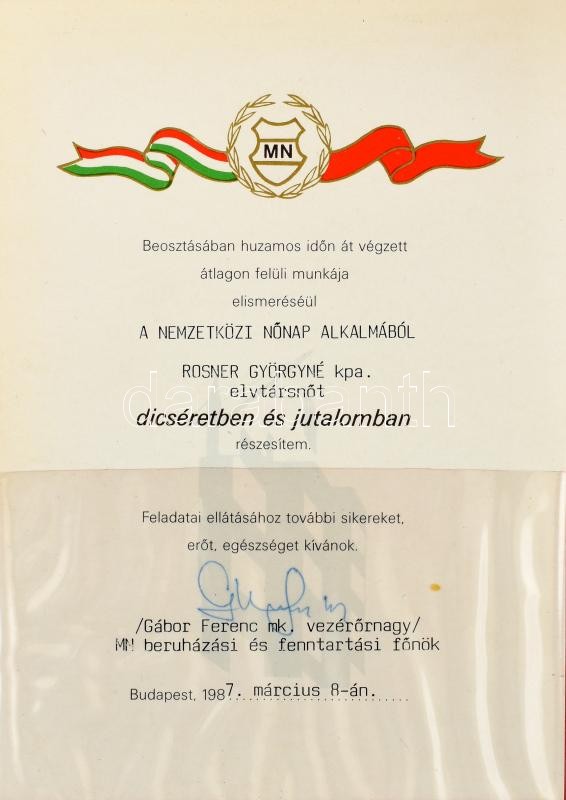 MN
Beosztásában huzamos időn át végzett
átlagon felüli munkája
elismeréséül
A NEMZETKÖZI NŐNAP ALKALMÁBÓL
ROSNER GYÖRGYNÉ kpa.
elvtársnőt
darabanth
dicséretben és jutalomban
részesítem.
Feladatai ellátásához további sikereket,
erőt, egészséget kívánok.
/Gábor Ferenc mk. vezérőrnagy/
MN beruházási és fenntartási főnök
Budapest, 1987. március 8-án.